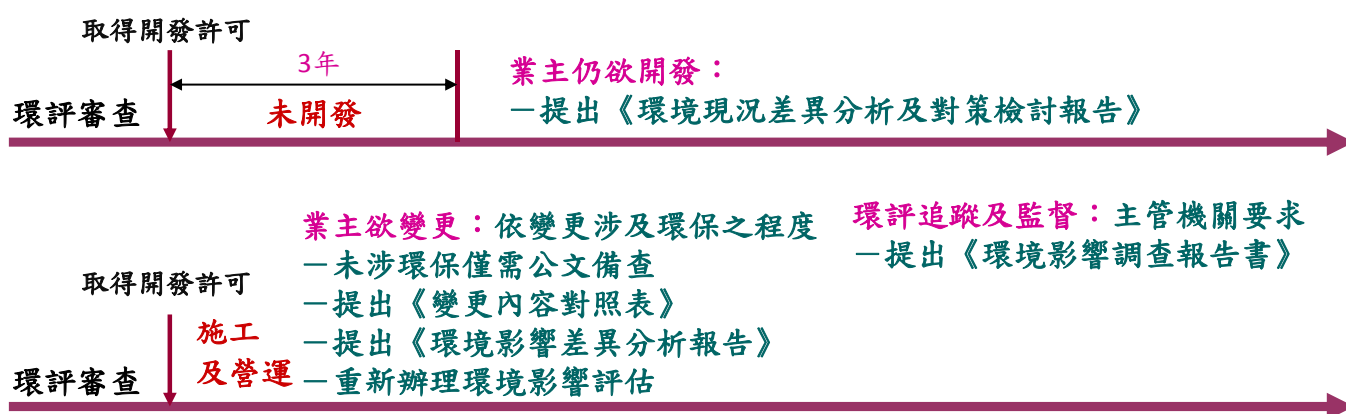 取得開發許可
3年
環評審查
未開發
業主仍欲開發：
－提出《環境現況差異分析及對策檢討報告》
業主欲變更：依變更涉及環保之程度
－未涉環保僅需公文備查
－提出《變更內容對照表》
－提出《環境影響差異分析報告》
－重新辦理環境影響評估
環評追蹤及監督：主管機關要求
－提出《環境影響調查報告書》
取得開發許可
施工
及營運
環評審查